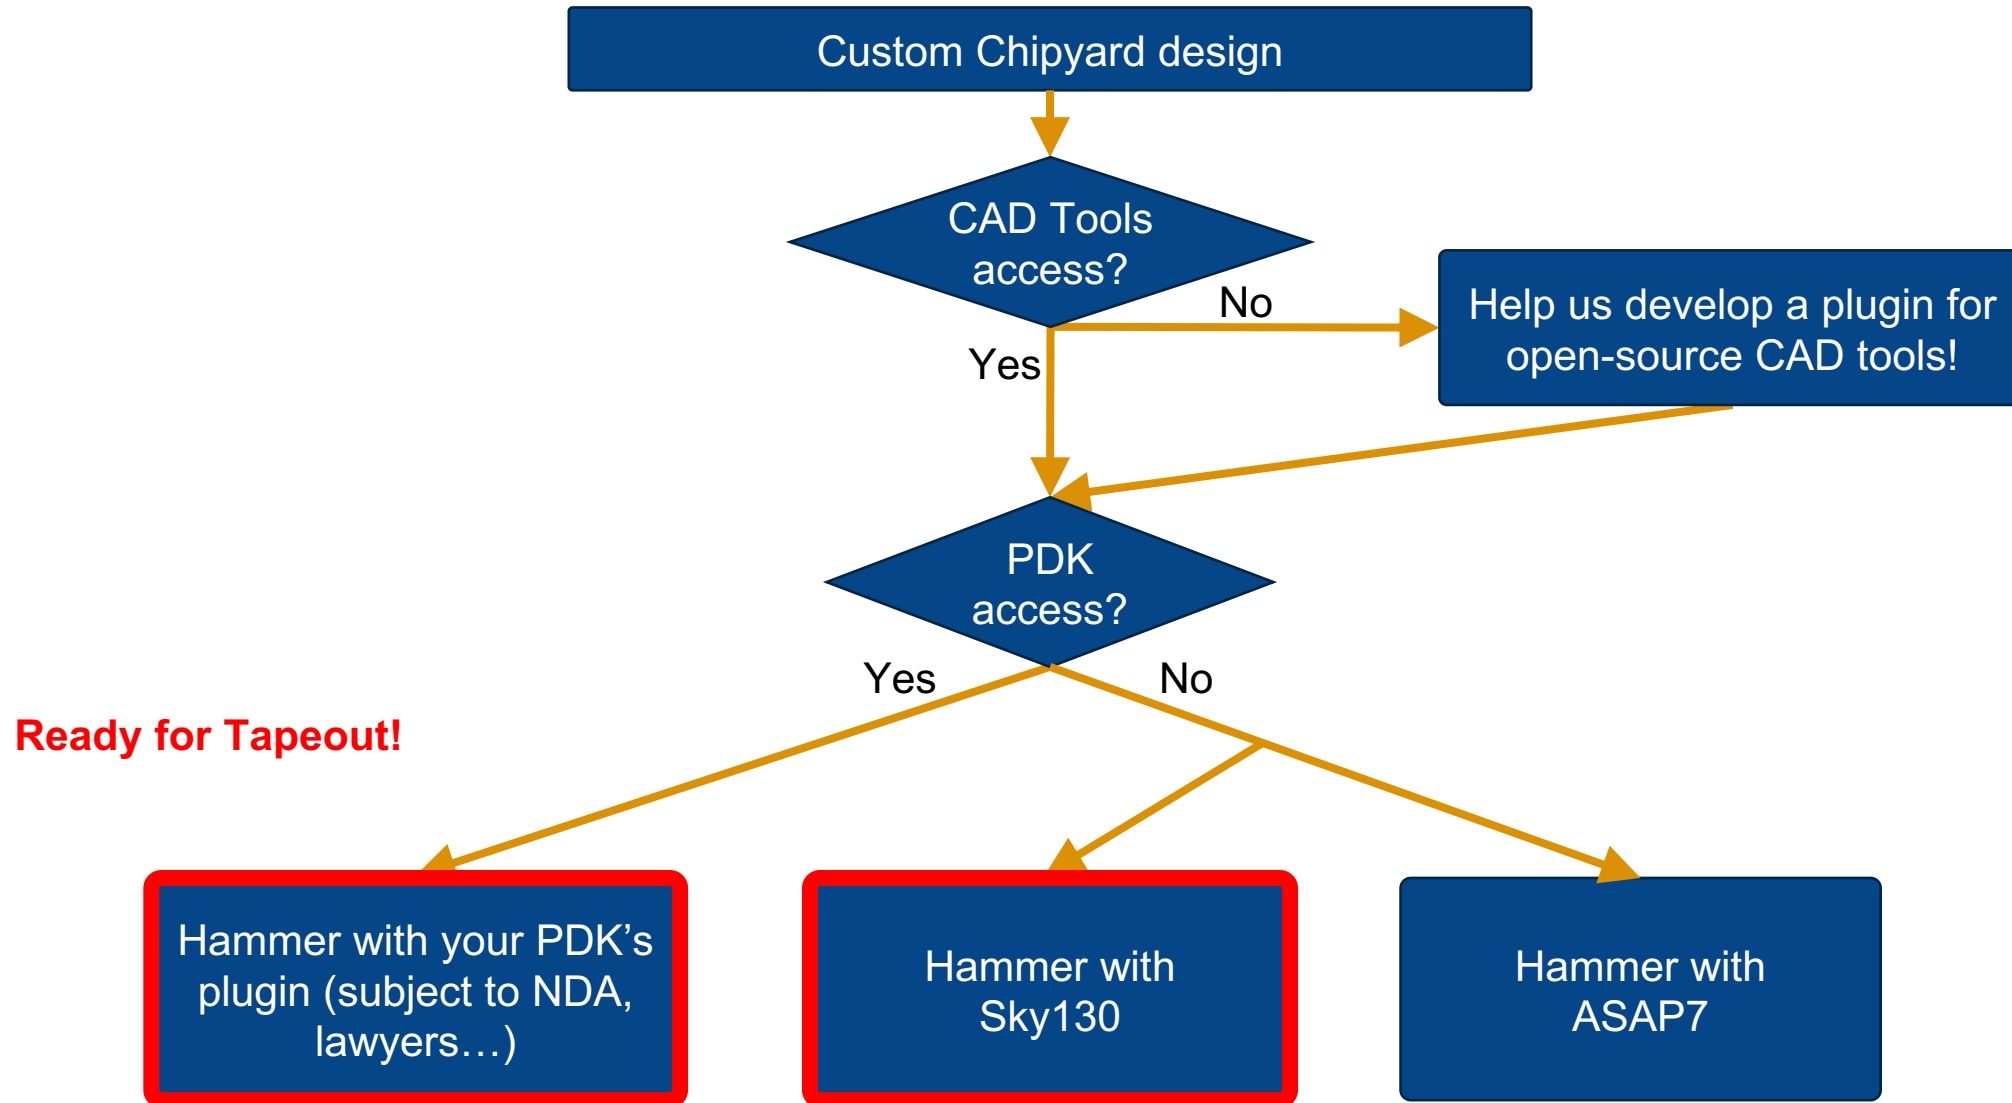 Custom Chipyard design
CAD Tools
access?
No
Help us develop a plugin for
open-source CAD tools!
Yes
PDK
access?
Yes
No
Ready for Tapeout!
Hammer with your PDK’s
plugin (subject to NDA,
lawyers…)
Hammer with
Sky130
Hammer with
ASAP7